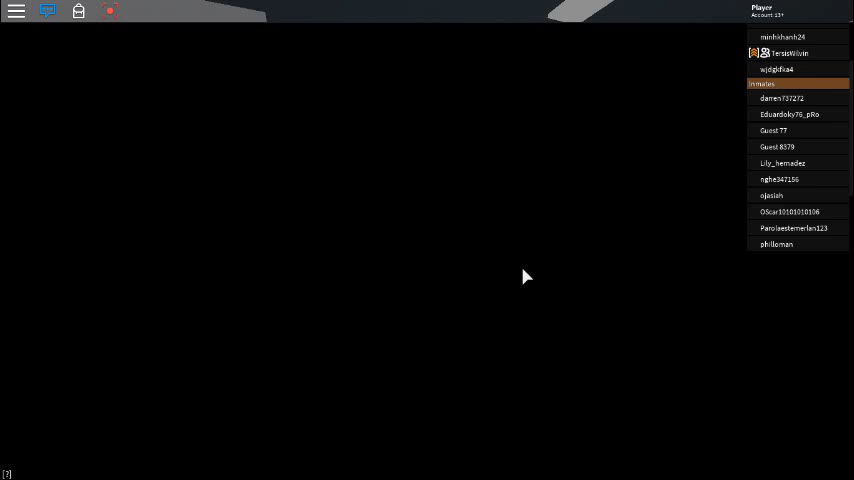 Player
Account: 13+
minhkhanh24
TersisWilvin
wjdgkfka4
Inmates
darren737272
Eduardoky76_pRo
Guest 77
Guest 8379
Lily_hernadez
nghe347156
ojasiah
OScar10101010106
Parolaestemerlan123
philloman
[?]